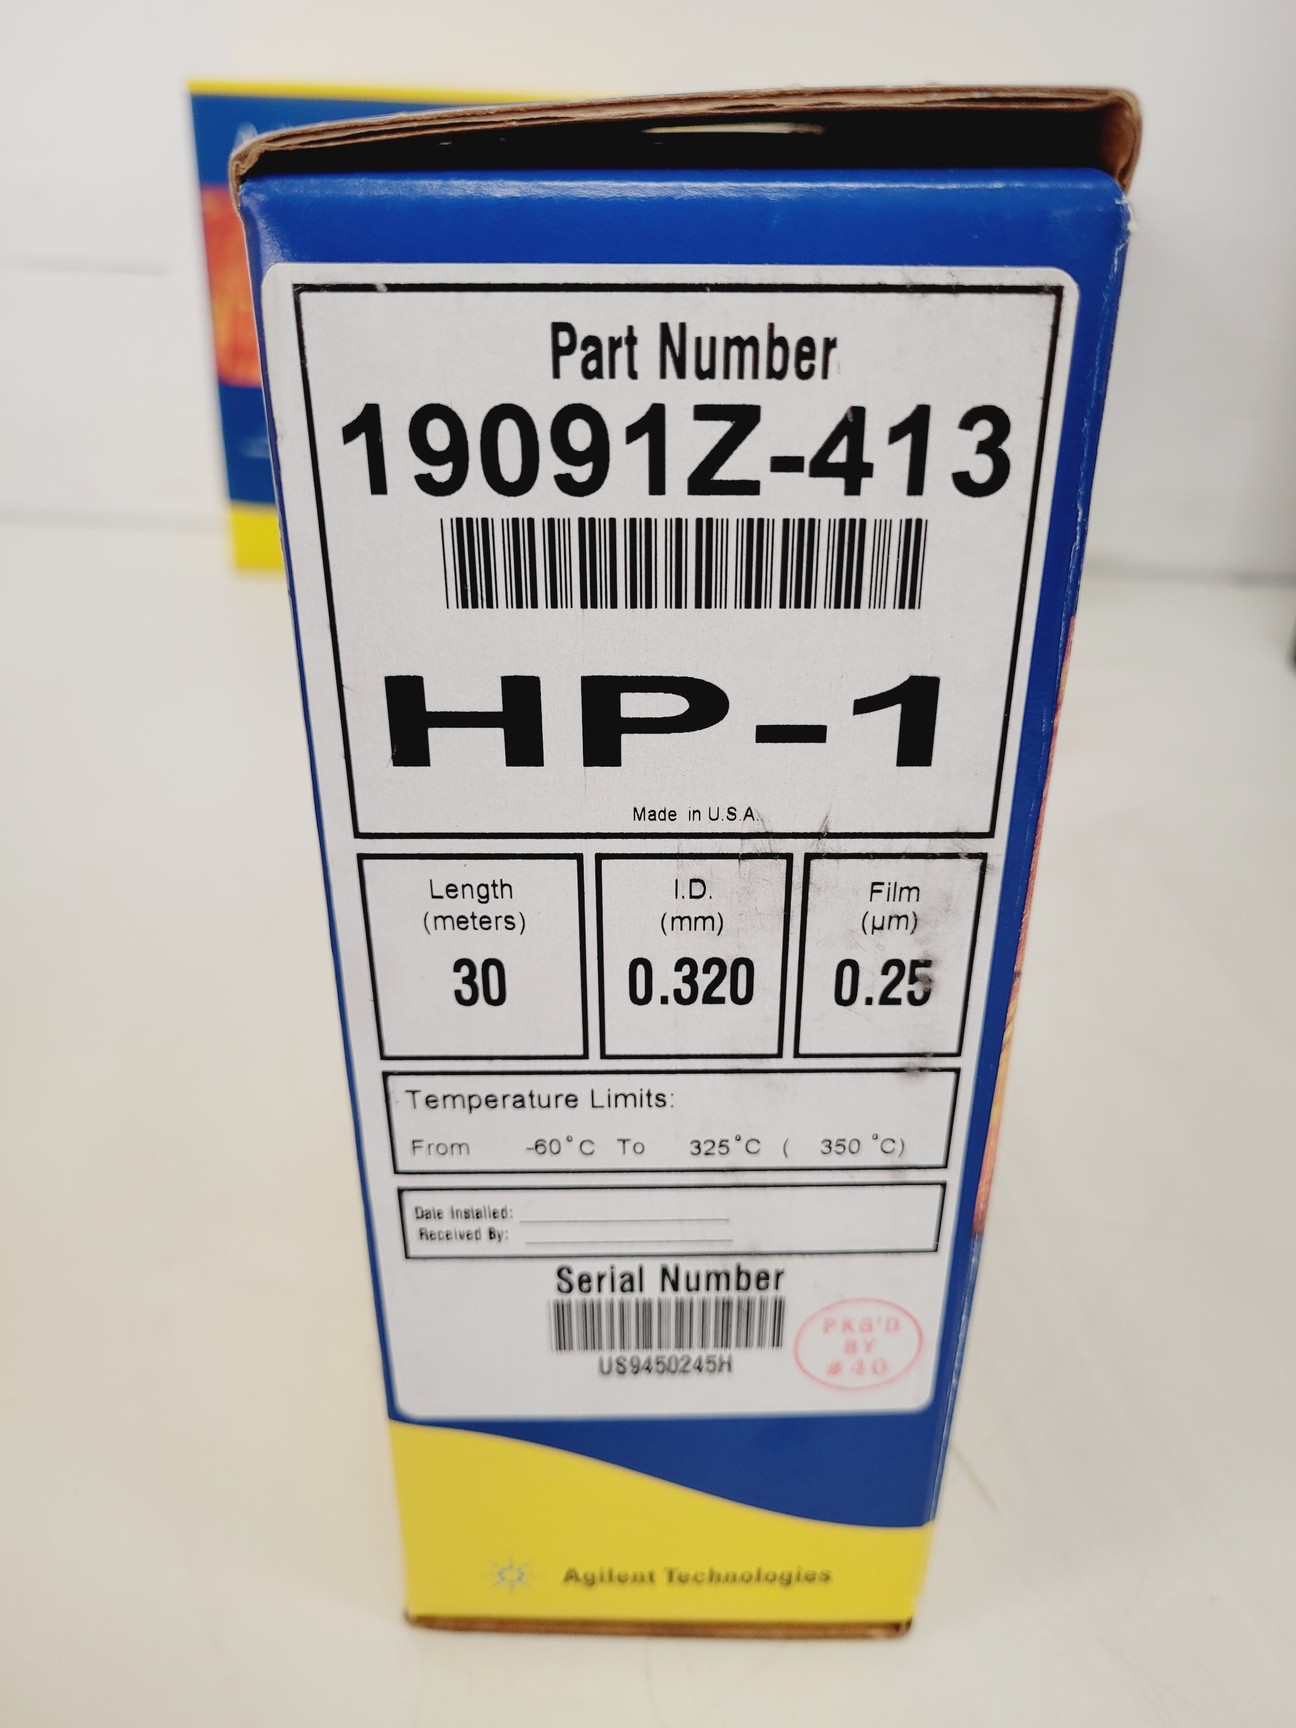 Part Number
19091Z-413
HP-1
Made in U.S.A.
Length
(meters)
30
I.D.
(mm)
0.320
Film
(µm)
0.25
Temperature Limits:
From -60°C To 325°C ( 350 °C)
Date Installed:
Received By:
Serial Number
US9450245H
PKG'D
BY
#40
Agilent Technologies